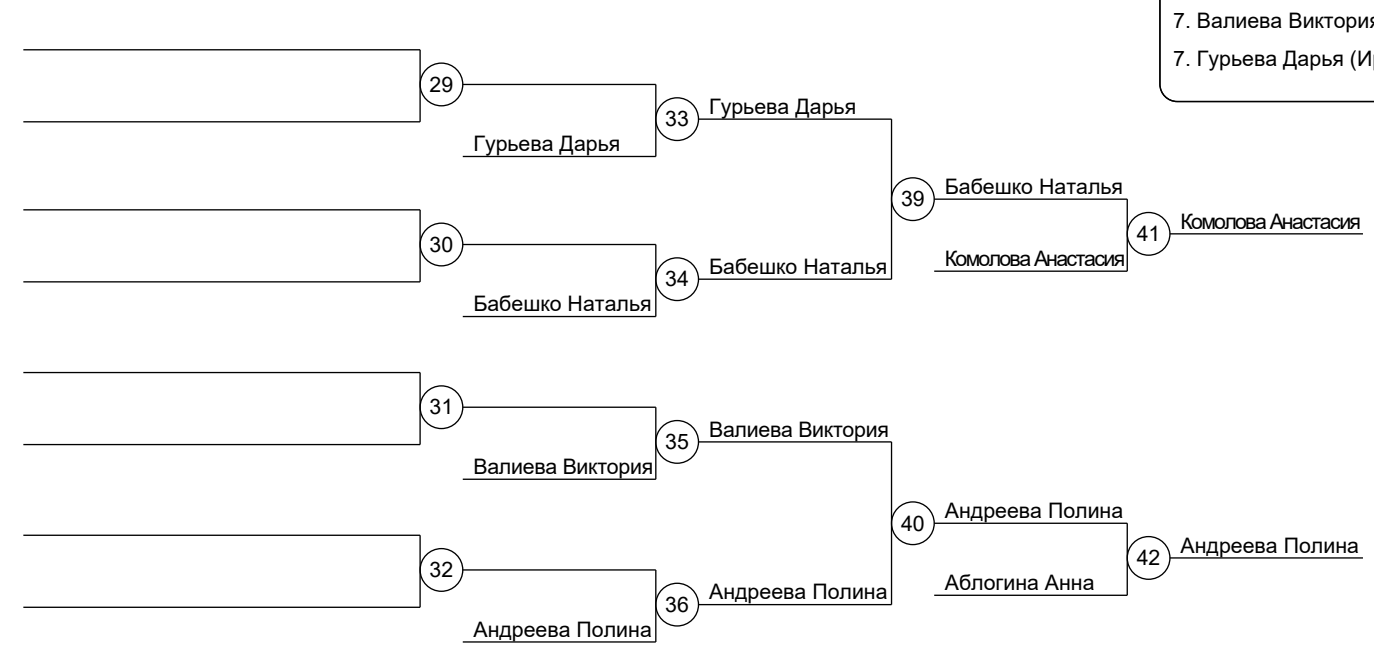 7. Валиева Виктория
7. Гурьева Дарья
29
Гурьева Дарья
33
Гурьева Дарья
39
Бабешко Наталья
41
Комолова Анастасия
Комолова Анастасия
30
34
Бабешко Наталья
Бабешко Наталья
31
35
Валиева Виктория
Валиева Виктория
40
Андреева Полина
42
Андреева Полина
Аблогина Анна
32
36
Андреева Полина
Андреева Полина